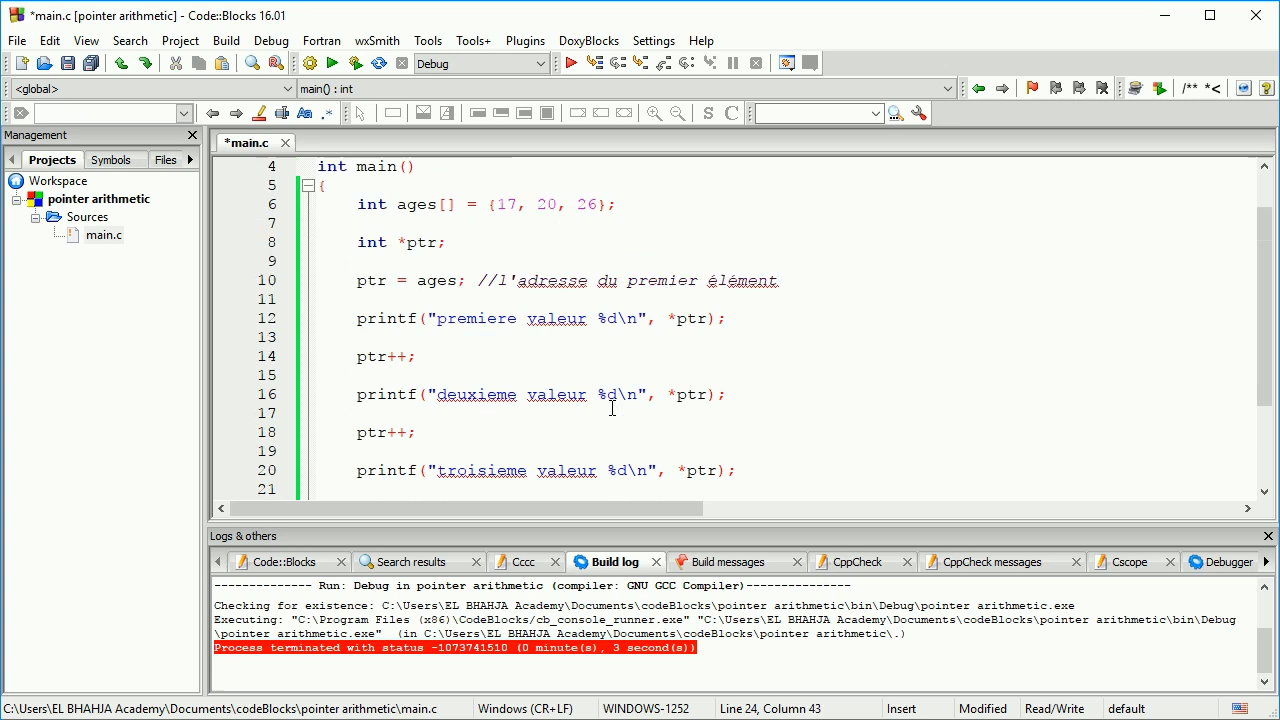 *main.c [pointer arithmetic] - Code::Blocks 16.01
File Edit View Search Project Build Debug Fortran wxSmith Tools Tools+ Plugins DoxyBlocks Settings Help
Debug
<global> main() : int
/** *<
Aa .* S C
Management
*main.c
Projects Symbols Files
Workspace
pointer arithmetic
Sources
main.c
4 int main()
5 {
6 int ages[] = {17, 20, 26};
7
8 int *ptr;
9
10 ptr = ages; //l'adresse du premier élément
11
12 printf("premiere valeur %d\n", *ptr);
13
14 ptr++;
15
16 printf("deuxieme valeur %d\n", *ptr);
17
18 ptr++;
19
20 printf("troisieme valeur %d\n", *ptr);
21
Logs & others
Code::Blocks Search results Cccc Build log Build messages CppCheck CppCheck messages Cscope Debugger
-------------- Run: Debug in pointer arithmetic (compiler: GNU GCC Compiler)---------------
Checking for existence: C:\Users\EL BHAHJA Academy\Documents\codeBlocks\pointer arithmetic\bin\Debug\pointer arithmetic.exe
Executing: "C:\Program Files (x86)\CodeBlocks/cb_console_runner.exe" "C:\Users\EL BHAHJA Academy\Documents\codeBlocks\pointer arithmetic\bin\Debug
\pointer arithmetic.exe" (in C:\Users\EL BHAHJA Academy\Documents\codeBlocks\pointer arithmetic\.)
Process terminated with status -1073741510 (0 minute(s), 3 second(s))
C:\Users\EL BHAHJA Academy\Documents\codeBlocks\pointer arithmetic\main.c Windows (CR+LF) WINDOWS-1252 Line 24, Column 43 Insert Modified Read/Write default